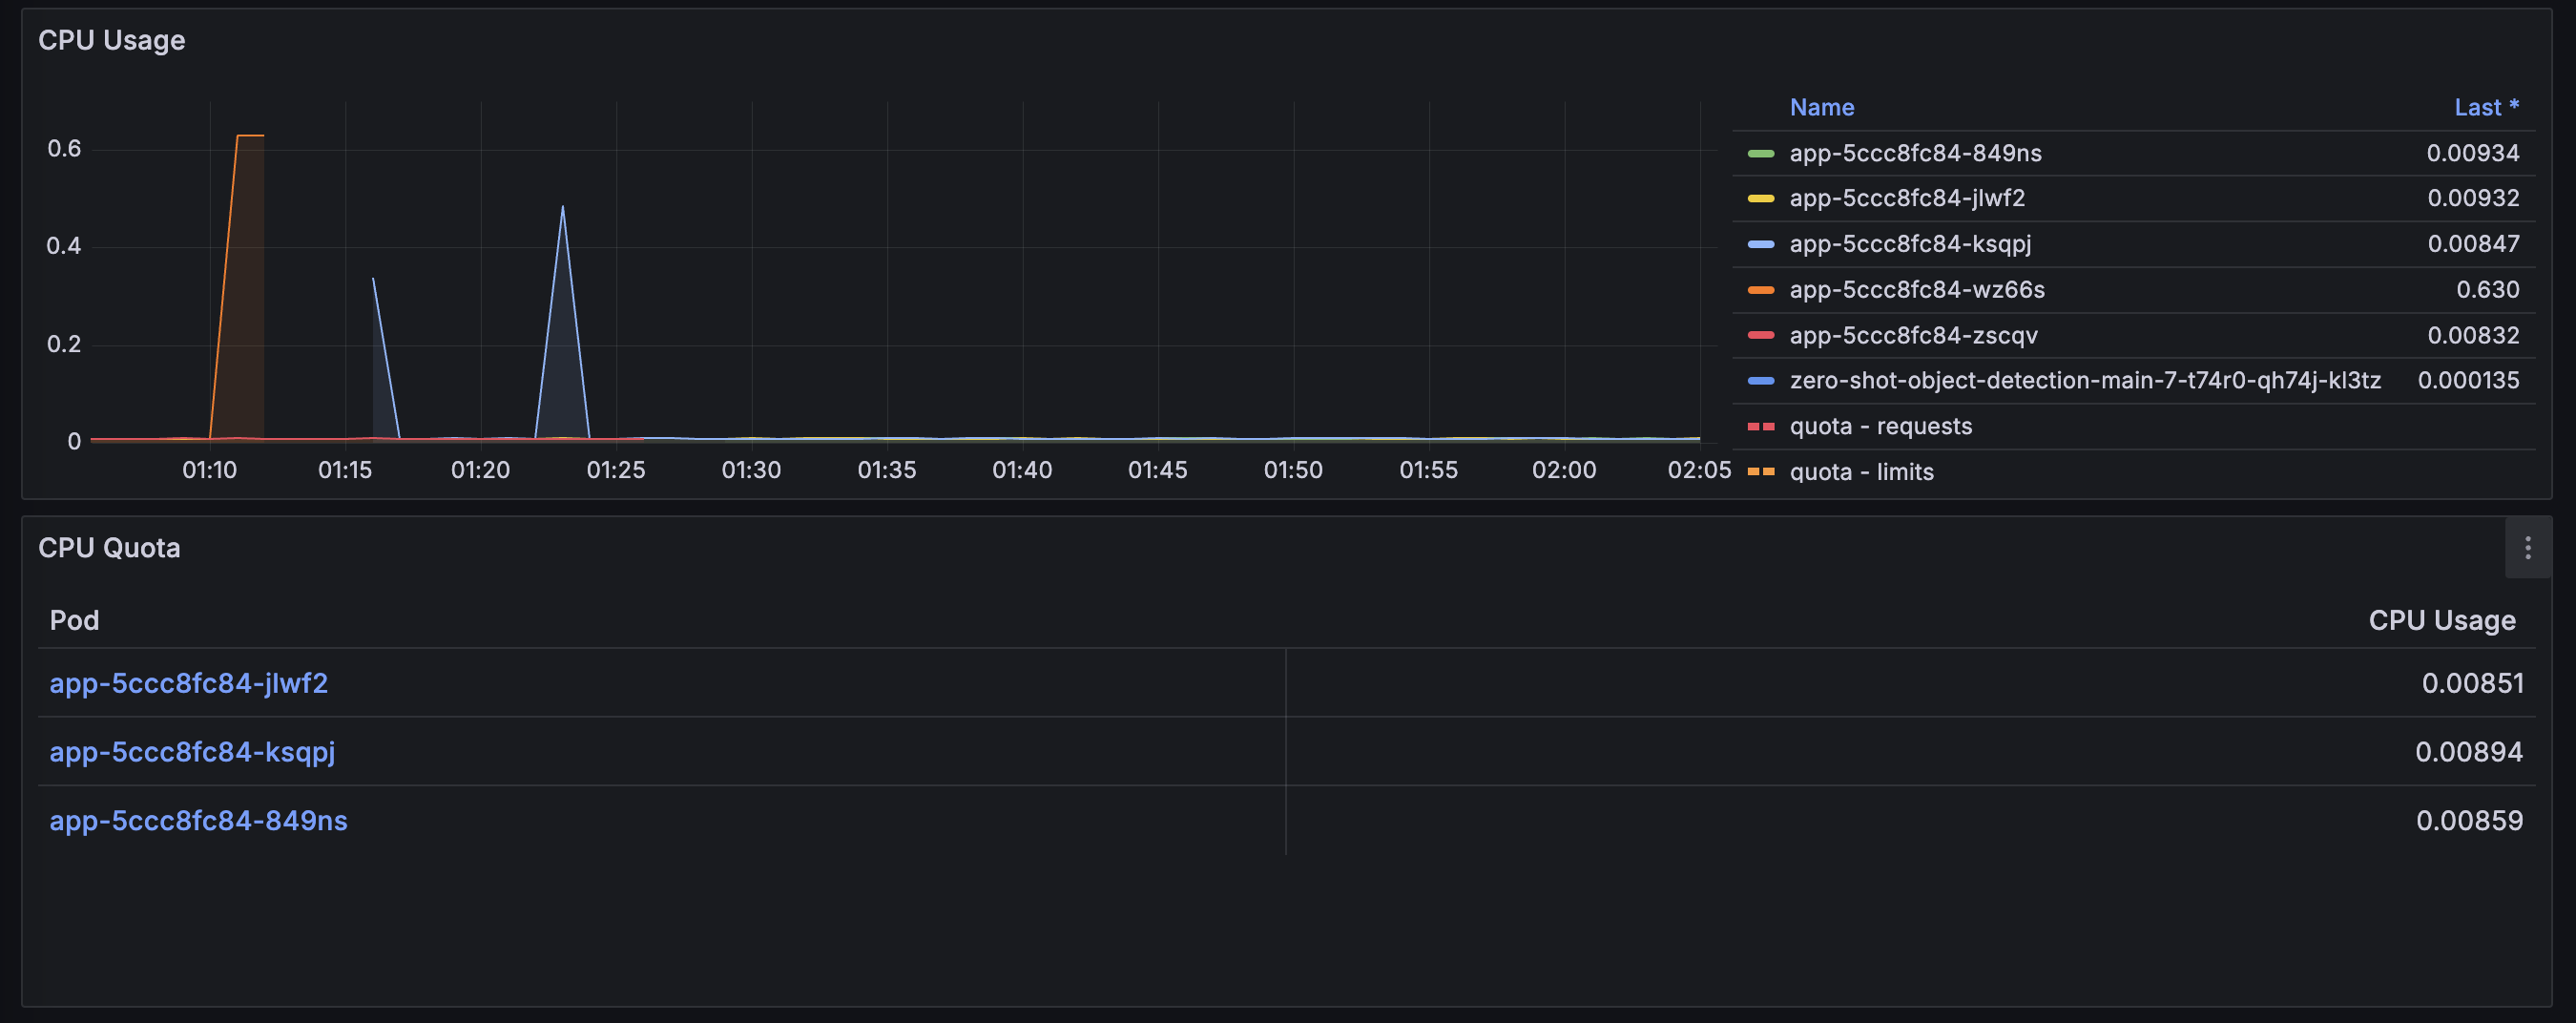 CPU Usage
Name Last *
0.6
0.4
0.2
0
01:10 01:15 01:20 01:25 01:30 01:35 01:40 01:45 01:50 01:55 02:00 02:05
app-5ccc8fc84-849ns 0.00934
app-5ccc8fc84-jlwf2 0.00932
app-5ccc8fc84-ksqpj 0.00847
app-5ccc8fc84-wz66s 0.630
app-5ccc8fc84-zscqv 0.00832
zero-shot-object-detection-main-7-t74r0-qh74j-kl3tz 0.000135
quota - requests
quota - limits
CPU Quota
Pod CPU Usage
app-5ccc8fc84-jlwf2 0.00851
app-5ccc8fc84-ksqpj 0.00894
app-5ccc8fc84-849ns 0.00859